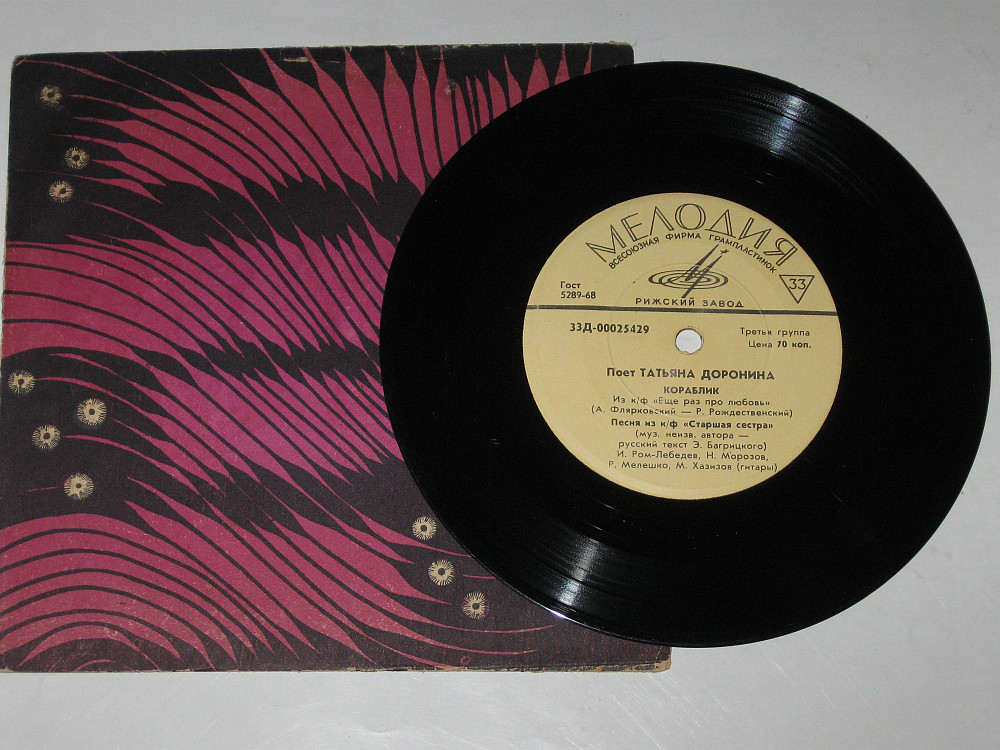 МЕЛОДИЯ
ВСЕСОЮЗНАЯ ФИРМА ГРАМПЛАСТИНОК
33
Гост
5289-68
РИЖСКИЙ ЗАВОД
33Д-00025429
Третья группа
Цена 70 коп.
Поет ТАТЬЯНА ДОРОНИНА
КОРАБЛИК
Из к/ф «Еще раз про любовь»
(А. Флярковский — Р. Рождественский)
Песня из к/ф «Старшая сестра»
(муз. неизв. автора —
русский текст Э. Багрицкого)
И. Ром-Лебедев, Н. Морозов,
Р. Мелешко, М. Хазизов (гитары)